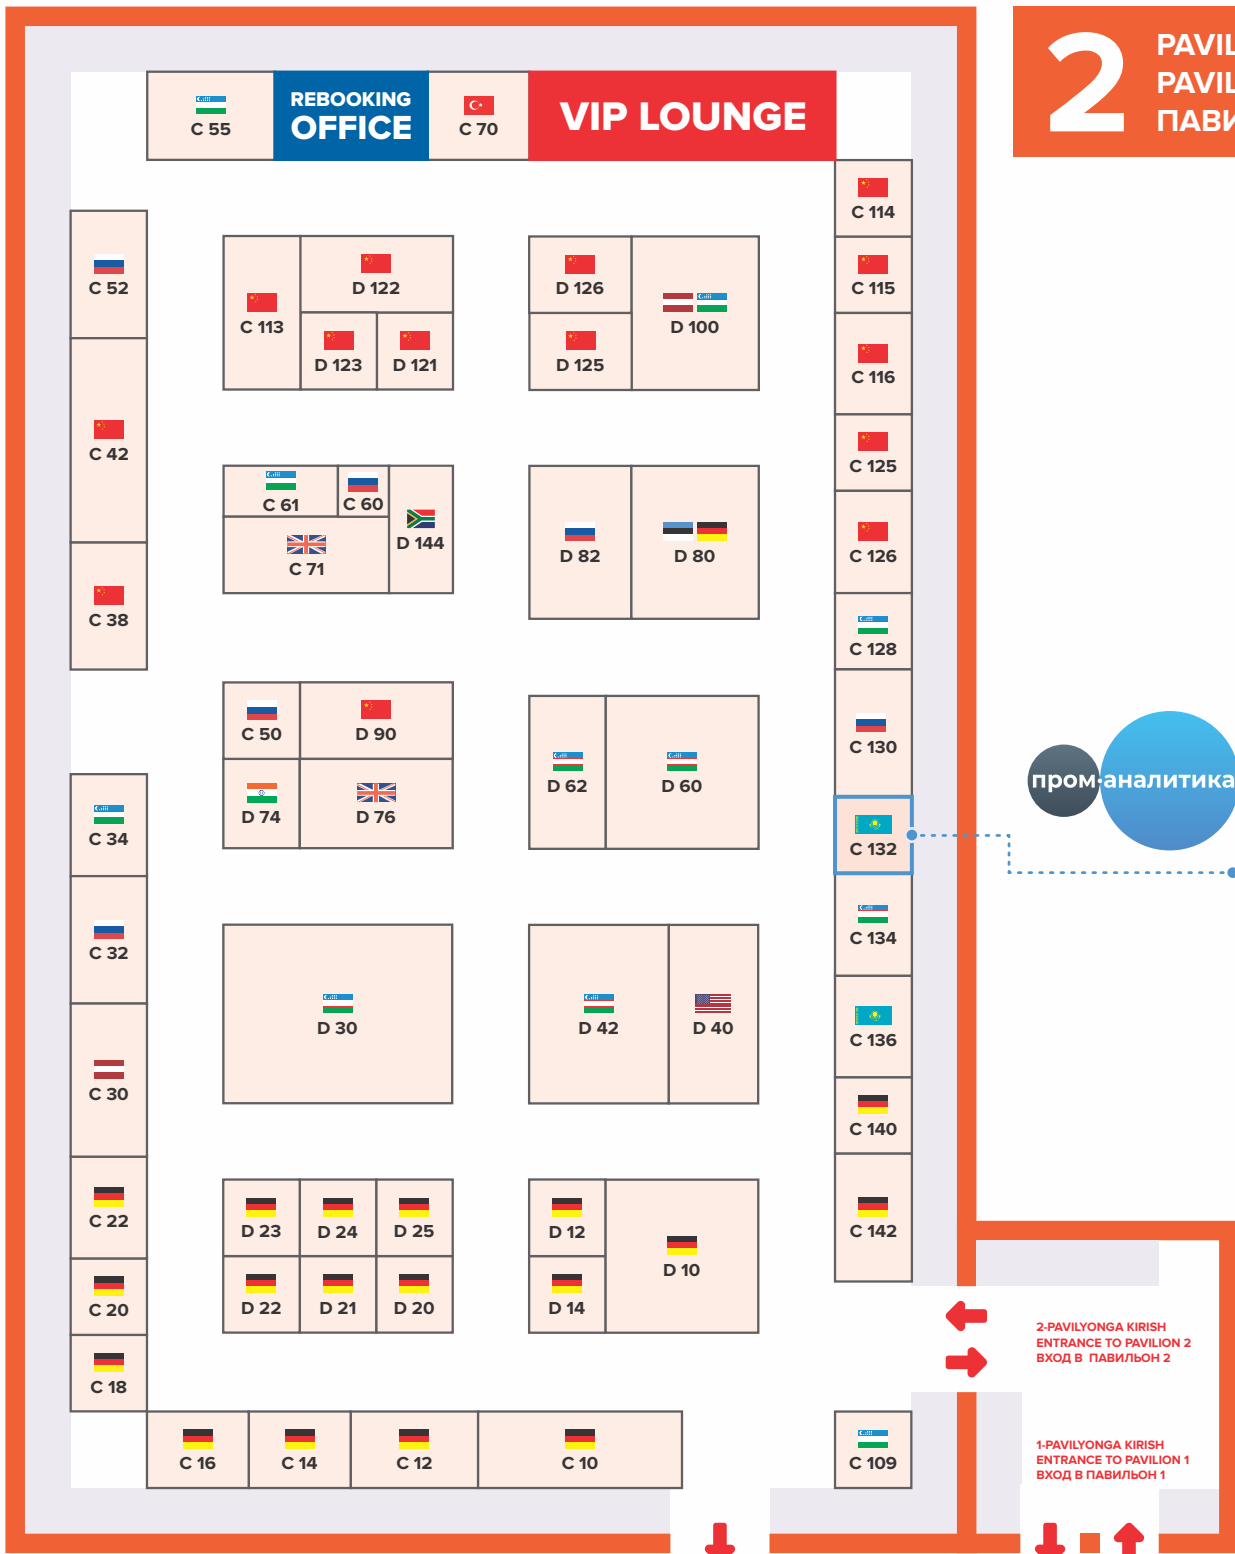 2
PAVIL
PAVIL
ПАВИ
C 55
REBOOKING
OFFICE
C 70
VIP LOUNGE
C 114
C 52
C 113
D 122
D 123
D 121
D 126
D 125
D 100
C 115
C 116
C 42
C 125
C 61
C 60
D 144
C 71
D 82
D 80
C 126
C 38
C 128
C 50
D 90
C 130
D 74
D 76
D 62
D 60
пром·аналитика
C 34
C 132
C 32
C 134
D 30
D 42
D 40
C 136
C 30
C 140
C 22
D 23
D 24
D 25
D 12
D 10
C 142
C 20
D 22
D 21
D 20
D 14
C 18
2-PAVILYONGA KIRISH
ENTRANCE TO PAVILION 2
ВХОД В ПАВИЛЬОН 2
C 16
C 14
C 12
C 10
C 109
1-PAVILYONGA KIRISH
ENTRANCE TO PAVILION 1
ВХОД В ПАВИЛЬОН 1